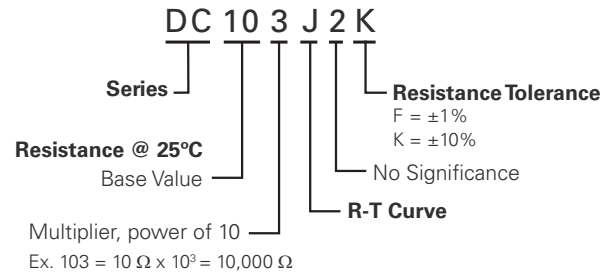 DC 10 3 J 2 K
Series
Resistance Tolerance
F = ±1%
K = ±10%
Resistance @ 25ºC
Base Value
No Significance
R-T Curve
Multiplier, power of 10
Ex. 103 = 10 Ω x 10³ = 10,000 Ω